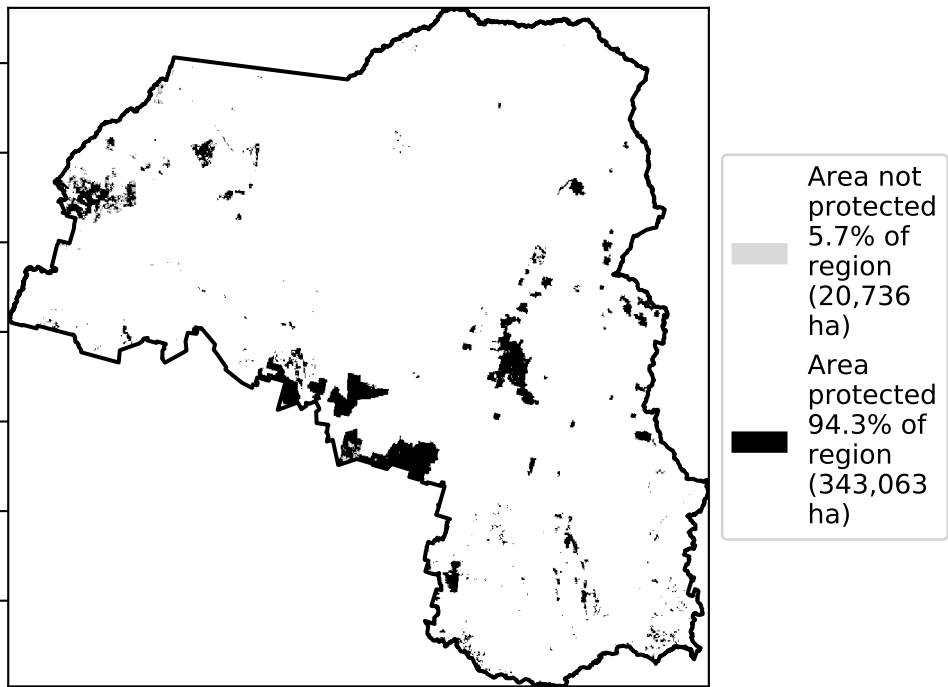 Area not
protected
5.7% of
region
(20,736
ha)
Area
protected
94.3% of
region
(343,063
ha)